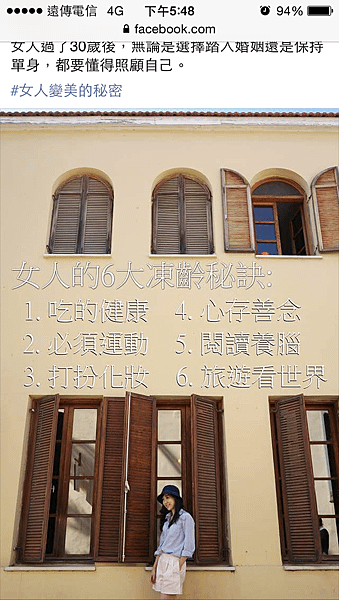 遠傳電信 4G 下午5:48 94%
facebook.com
女人過了30歲後，無論是選擇踏入婚姻還是保持
單身，都要懂得照顧自己。
#女人變美的秘密
女人的6大凍齡秘訣:
1. 吃的健康 4. 心存善念
2. 必須運動 5. 閱讀養腦
3. 打扮化妝 6. 旅遊看世界